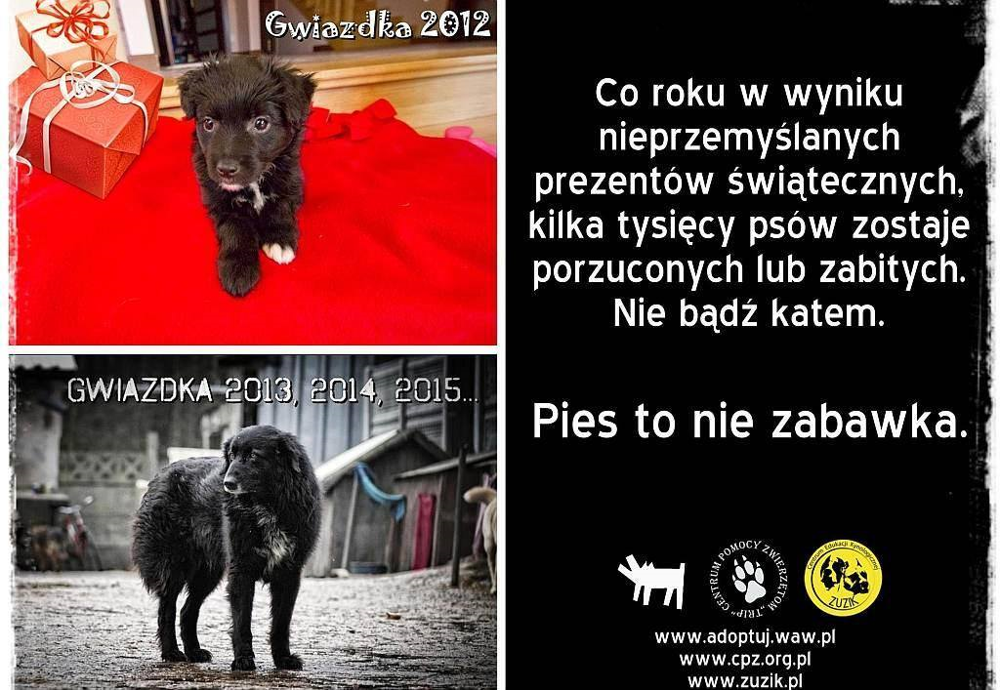 Gwiazdka 2012
GWIAZDKA 2013, 2014, 2015...
Co roku w wyniku
nieprzemyślanych
prezentów świątecznych,
kilka tysięcy psów zostaje
porzuconych lub zabitych.
Nie bądź katem.
Pies to nie zabawka.
CENTRUM POMOCY ZWIERZĘTOM „TRIP”
Centrum Edukacji Kynologicznej
ZUZIK
www.adoptuj.waw.pl
www.cpz.org.pl
www.zuzik.pl